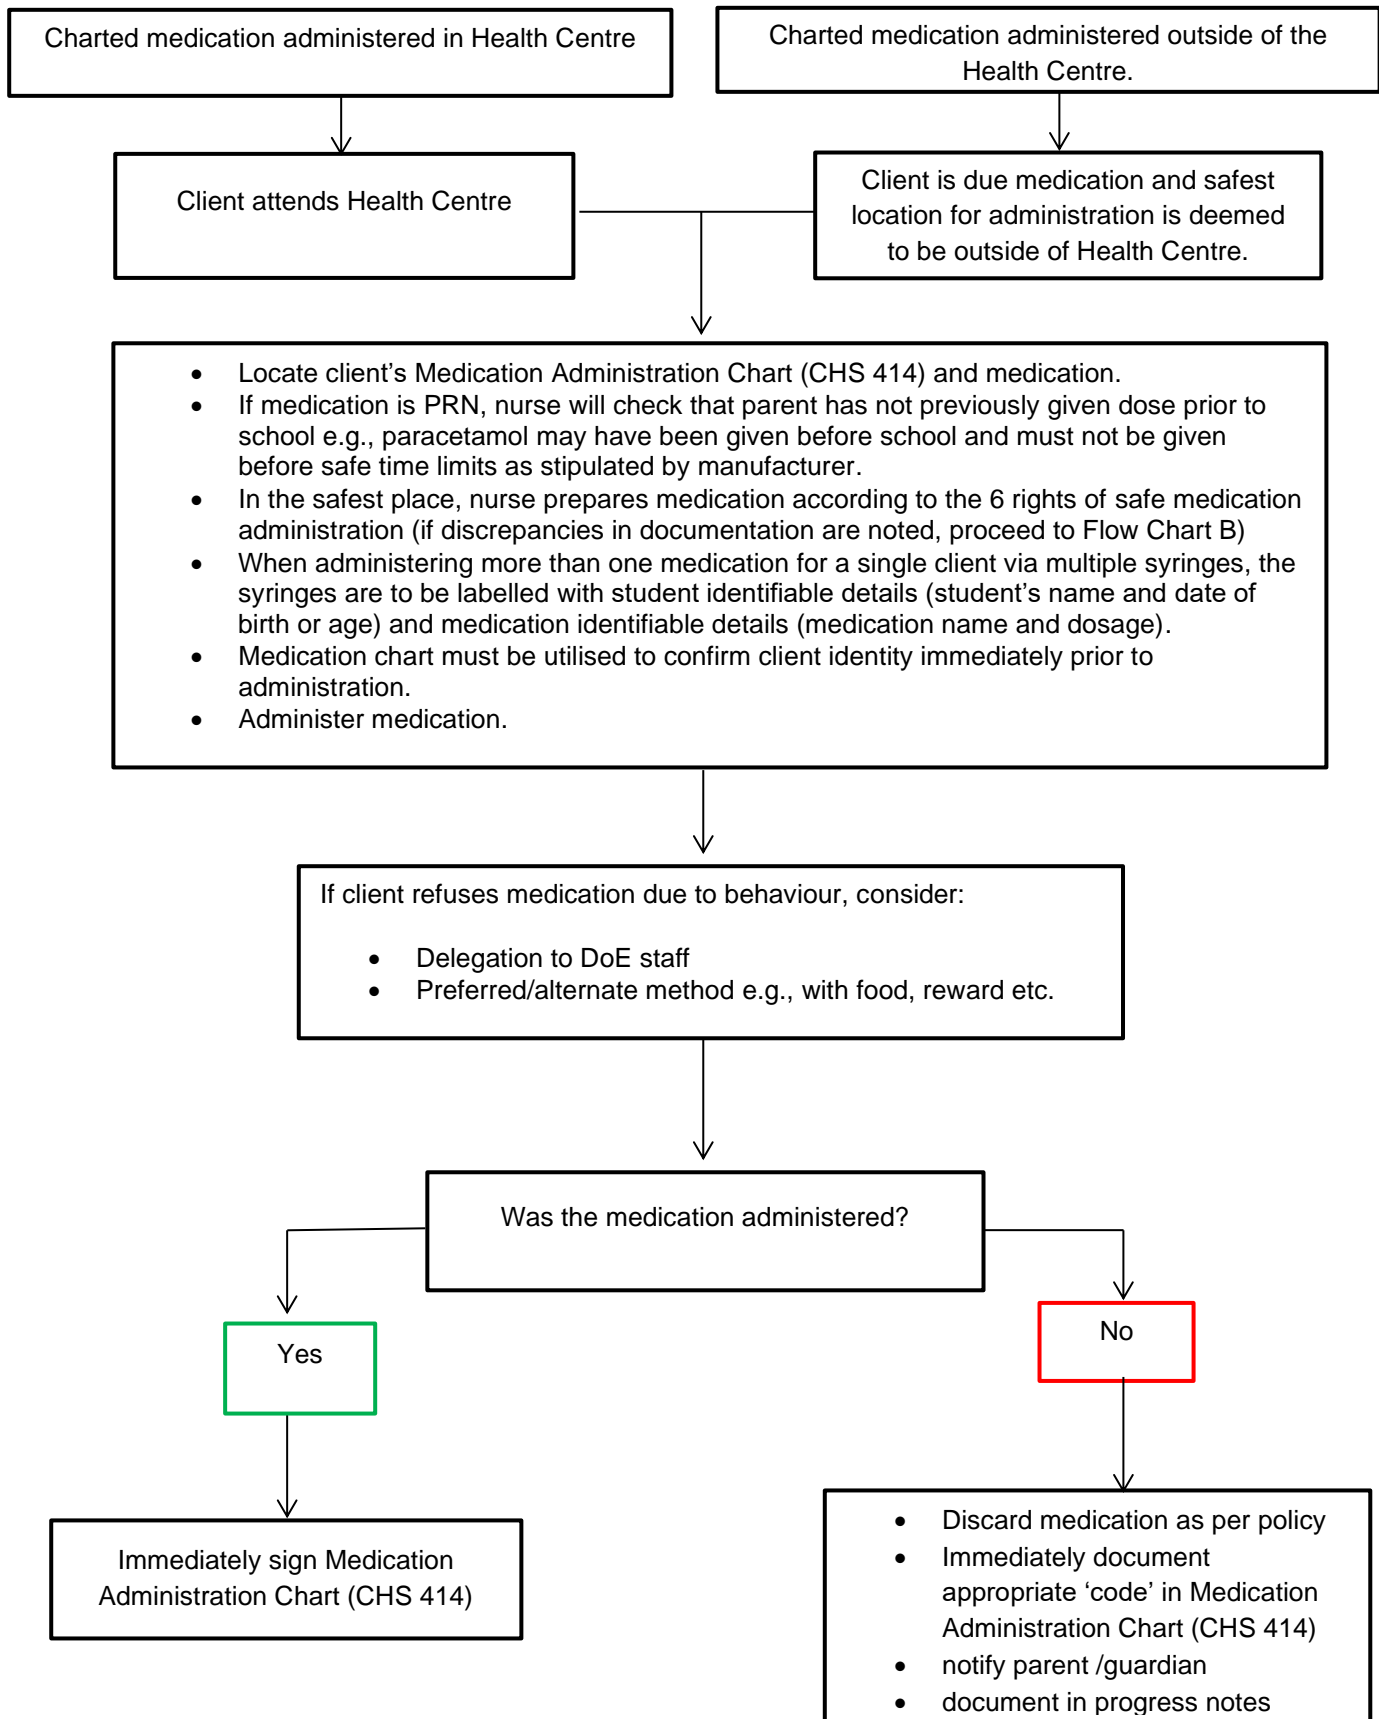 Charted medication administered in Health Centre
Charted medication administered outside of the
Health Centre.
Client attends Health Centre
Client is due medication and safest
location for administration is deemed
to be outside of Health Centre.
• Locate client’s Medication Administration Chart (CHS 414) and medication.
• If medication is PRN, nurse will check that parent has not previously given dose prior to
school e.g., paracetamol may have been given before school and must not be given
before safe time limits as stipulated by manufacturer.
• In the safest place, nurse prepares medication according to the 6 rights of safe medication
administration (if discrepancies in documentation are noted, proceed to Flow Chart B)
• When administering more than one medication for a single client via multiple syringes, the
syringes are to be labelled with student identifiable details (student’s name and date of
birth or age) and medication identifiable details (medication name and dosage).
• Medication chart must be utilised to confirm client identity immediately prior to
administration.
• Administer medication.
If client refuses medication due to behaviour, consider:
• Delegation to DoE staff
• Preferred/alternate method e.g., with food, reward etc.
Was the medication administered?
Yes
No
Immediately sign Medication
Administration Chart (CHS 414)
• Discard medication as per policy
• Immediately document
appropriate ‘code’ in Medication
Administration Chart (CHS 414)
• notify parent /guardian
• document in progress notes